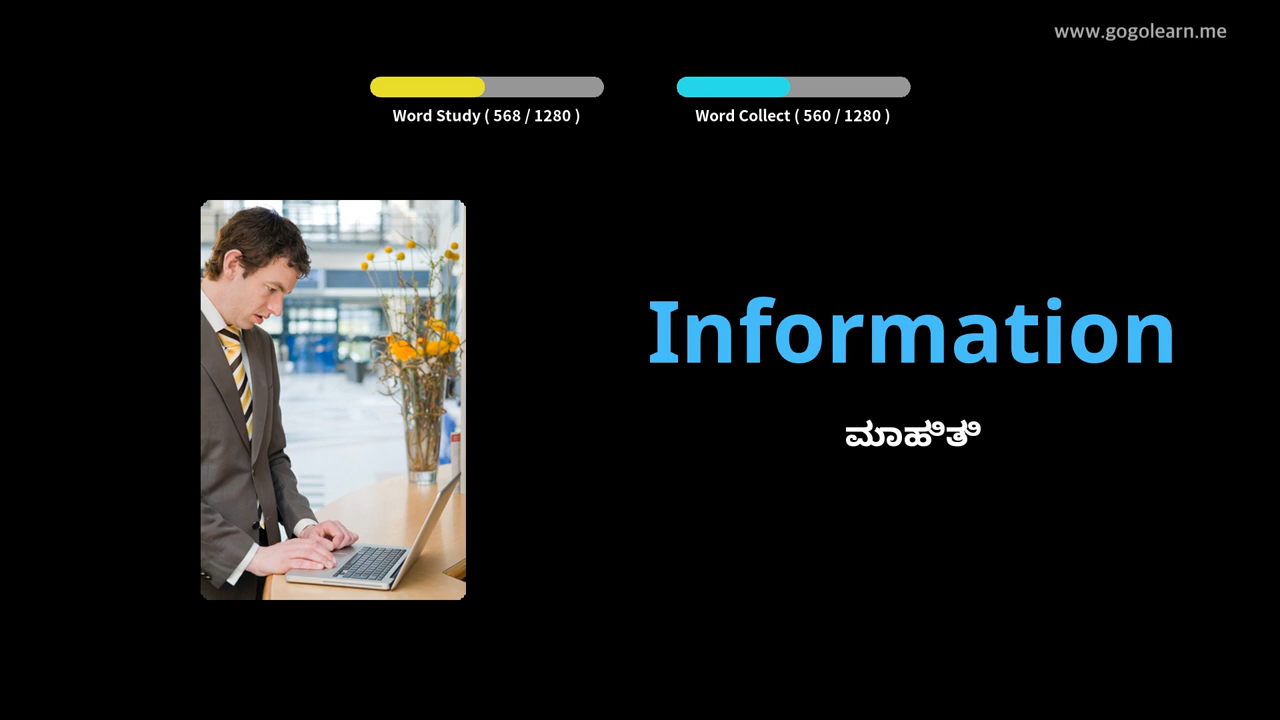 www.gogolearn.me
Word Study ( 568 / 1280 )
Word Collect ( 560 / 1280 )
Information
ಮಾಹಿತಿ